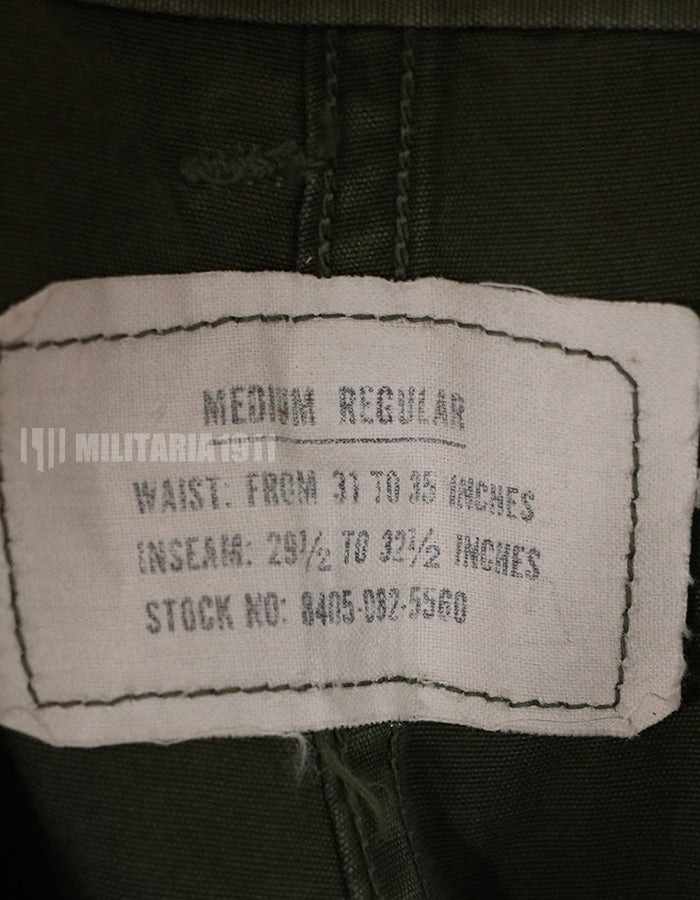 MEDIUM REGULAR
MILITARIA1911
WAIST: FROM 31 TO 35 INCHES
INSEAM: 29½ TO 32½ INCHES
STOCK NO: 8405-082-5560